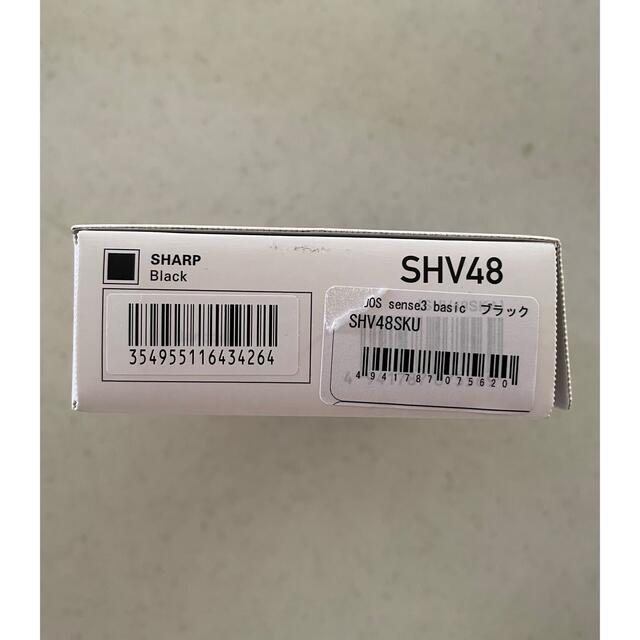 SHARP
Black
SHV48
354955116434264
OS sense3 basic ブラック
SHV48SKU
4941787075620